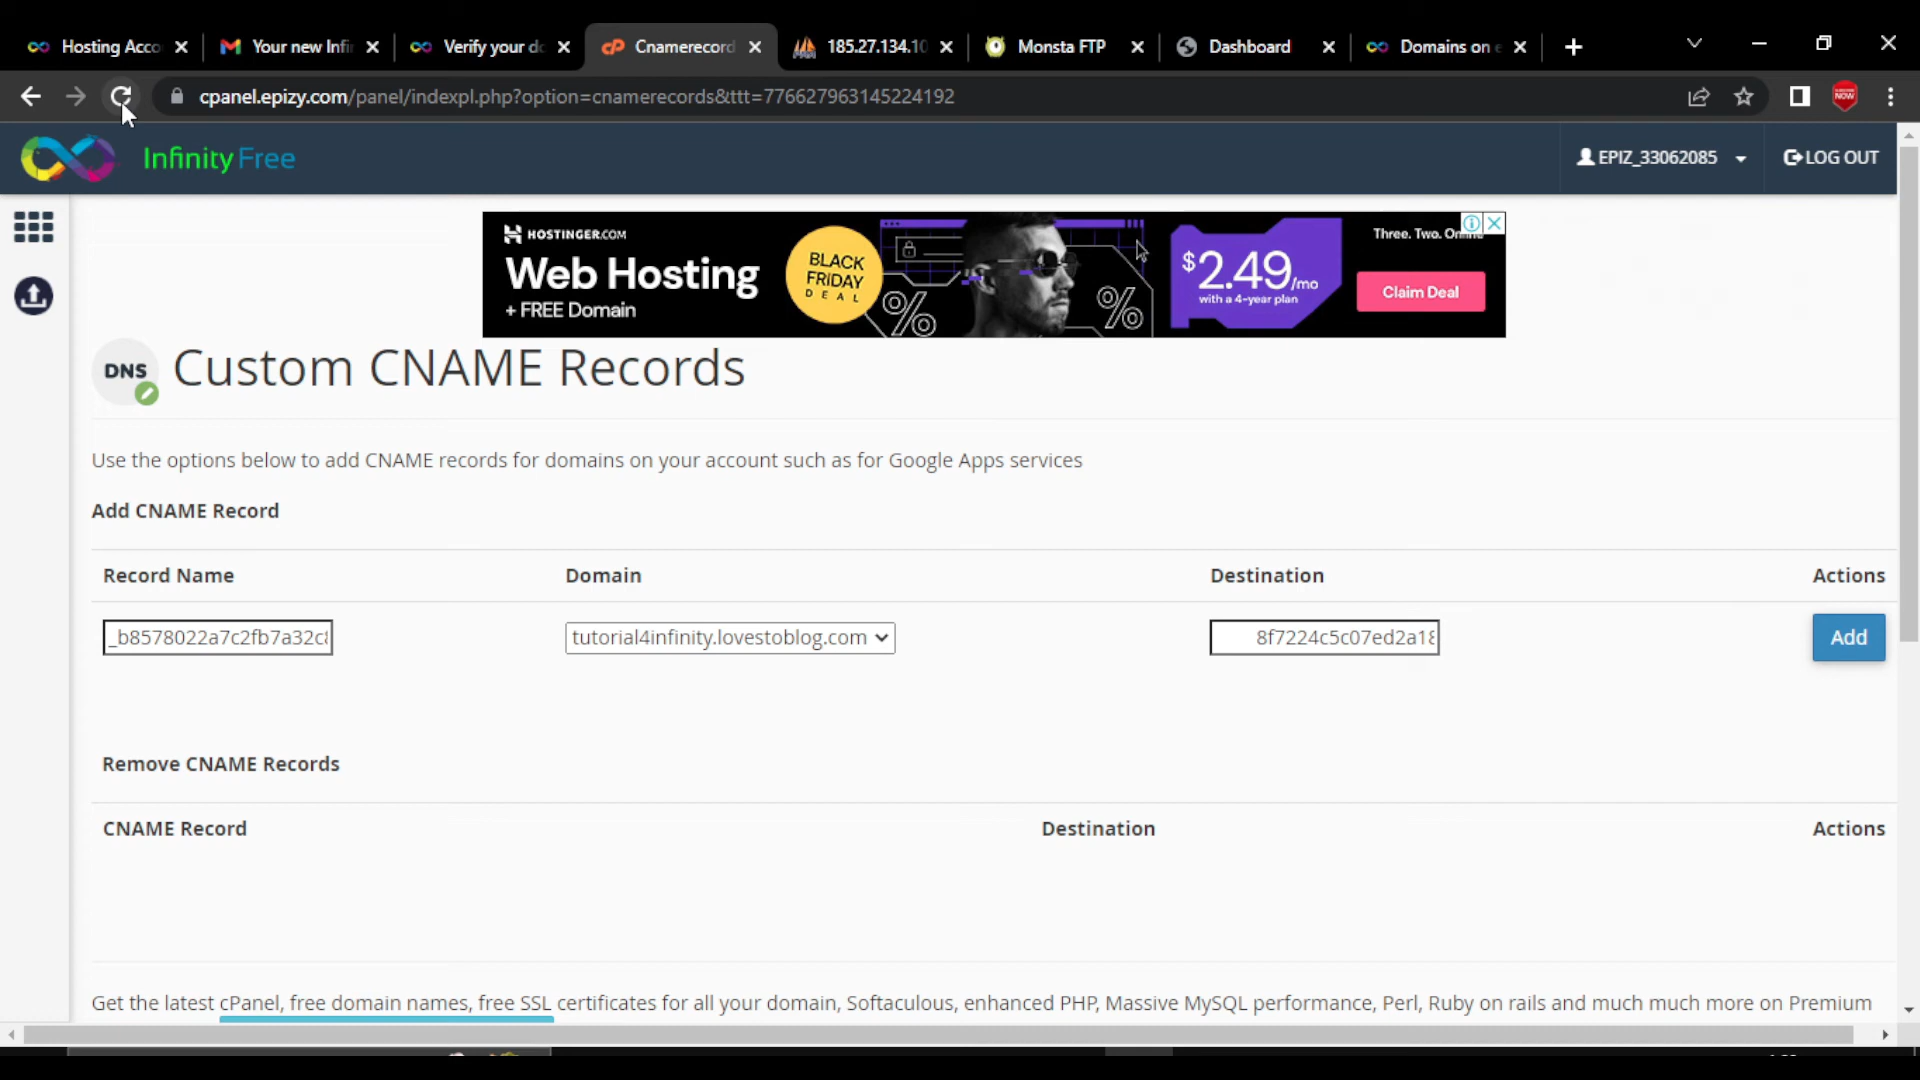 Hosting Acco
Your new Infi
Verify your do
Cnamerecord
185.27.134.10
Monsta FTP
Dashboard
Domains on e
cpanel.epizy.com/panel/indexpl.php?option=cnamerecords&ttt=776627963145224192
NOW
InfinityFree
EPIZ_33062085
LOG OUT
HOSTINGER.COM
Web Hosting
+ FREE Domain
BLACK
FRIDAY
DEAL
%
%
$2.49/mo
with a 4-year plan
Three. Two. Online
Claim Deal
DNS
Custom CNAME Records
Use the options below to add CNAME records for domains on your account such as for Google Apps services
Add CNAME Record
Record Name Domain Destination Actions
_b8578022a7c2fb7a32c8 tutorial4infinity.lovestoblog.com 8f7224c5c07ed2a18 Add
Remove CNAME Records
CNAME Record Destination Actions
Get the latest cPanel, free domain names, free SSL certificates for all your domain, Softaculous, enhanced PHP, Massive MySQL performance, Perl, Ruby on rails and much much more on Premium